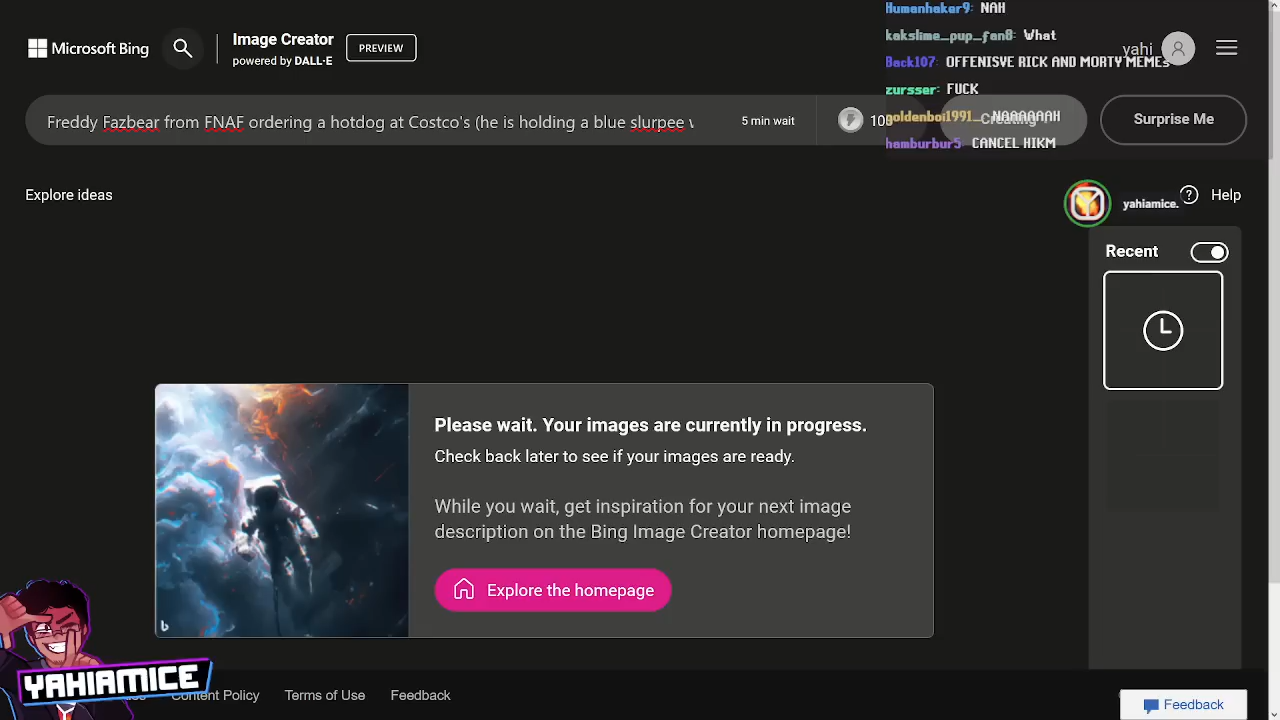 Microsoft Bing
Image Creator
powered by DALL·E
PREVIEW
Humanhaker9: NAH
kakslime_pup_fan8: What
yahi
Back107: OFFENISVE RICK AND MORTY MEMEs
zursser: FUCK
goldenboi1991_: NAAAAAAH
hamburbur5: CANCEL HIKM
Freddy Fazbear from FNAF ordering a hotdog at Costco's (he is holding a blue slurpee w
5 min wait
10
Surprise Me
Explore ideas
yahiamice.
Help
Recent
Please wait. Your images are currently in progress.
Check back later to see if your images are ready.
While you wait, get inspiration for your next image
description on the Bing Image Creator homepage!
Explore the homepage
YAHIAMICE
Content Policy
Terms of Use
Feedback
Feedback